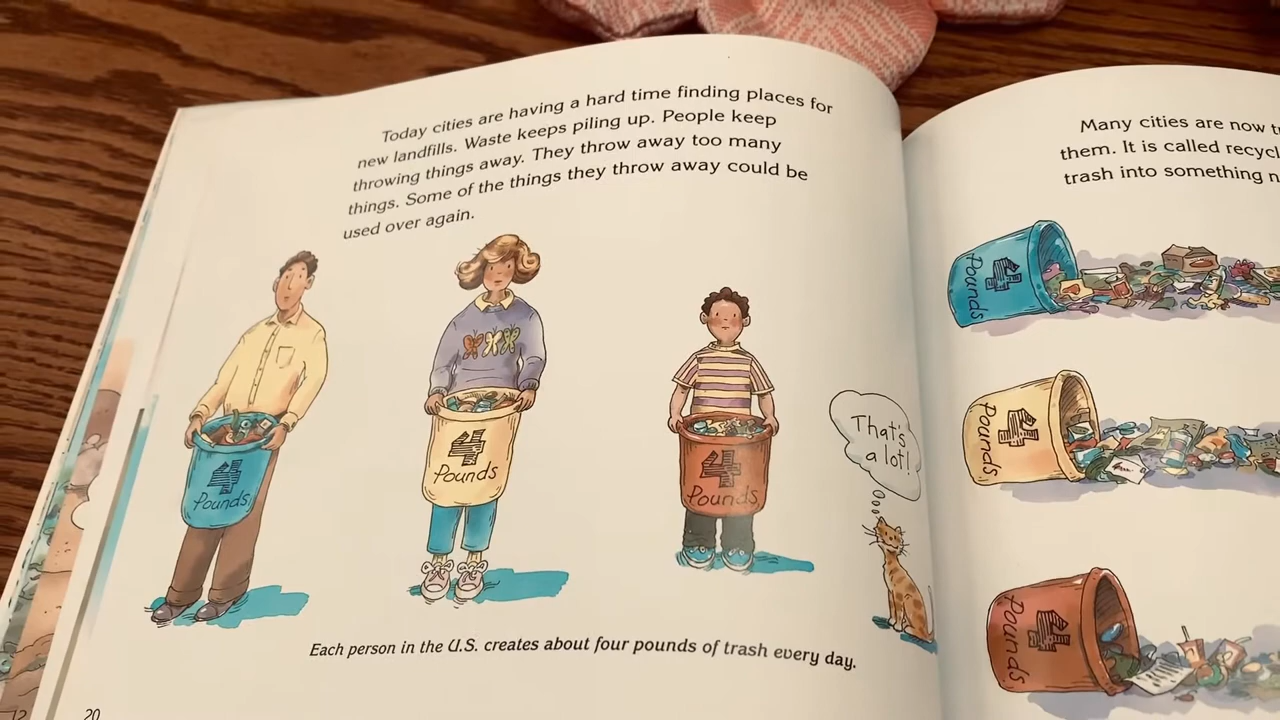 Today cities are having a hard time finding places for
new landfills. Waste keeps piling up. People keep
throwing things away. They throw away too many
things. Some of the things they throw away could be
used over again.
4
Pounds
4
Pounds
4
Pounds
That's
a lot!
Each person in the U.S. creates about four pounds of trash every day.
20
12
Many cities are now
them. It is called
trash into something
4
Pounds
4
Pounds
4
Pounds